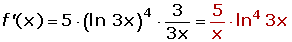 f'(x) = 5 · (ln 3x)⁴ · 3/3x = 5/x · ln⁴ 3x